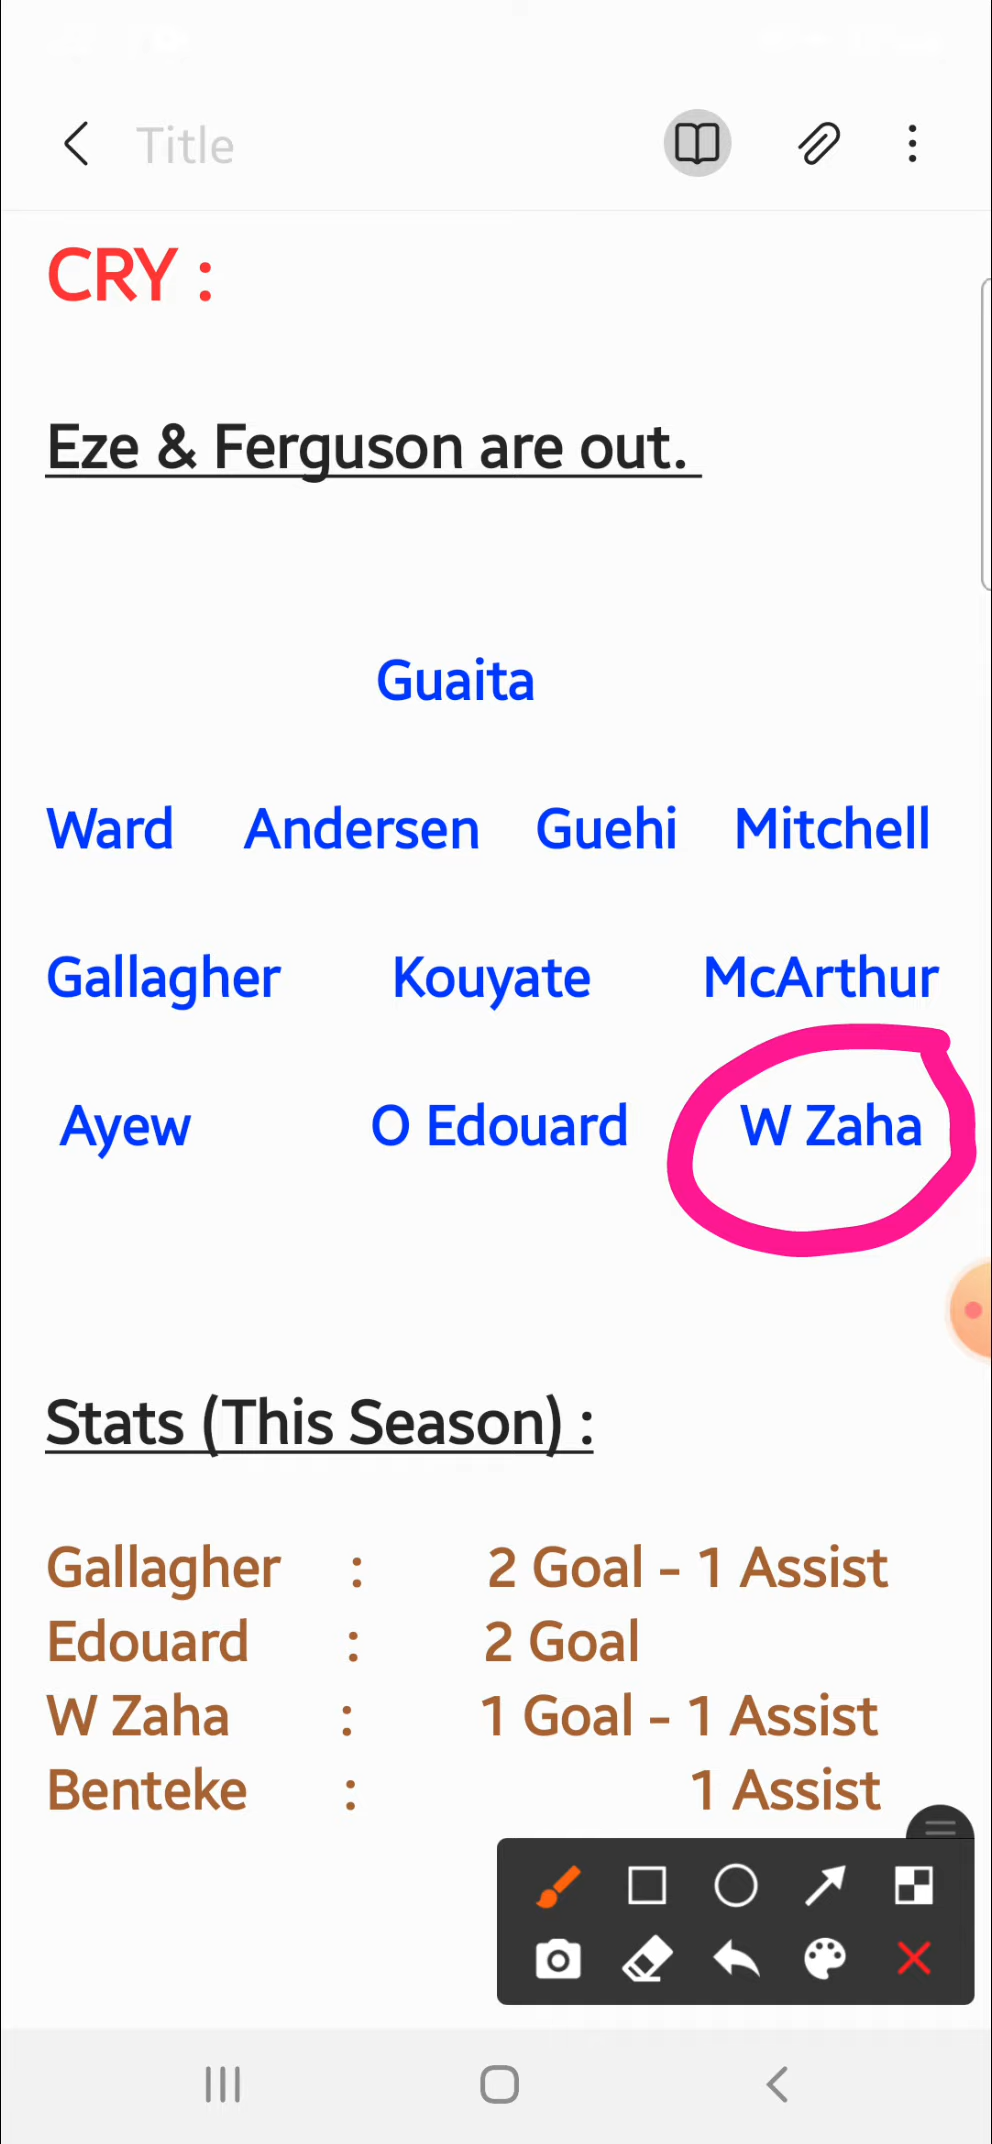 Title
CRY :
Eze & Ferguson are out.
Guaita
Ward Andersen Guehi Mitchell
Gallagher Kouyate McArthur
Ayew O Edouard W Zaha
Stats (This Season) :
Gallagher : 2 Goal - 1 Assist
Edouard : 2 Goal
W Zaha : 1 Goal - 1 Assist
Benteke : 1 Assist